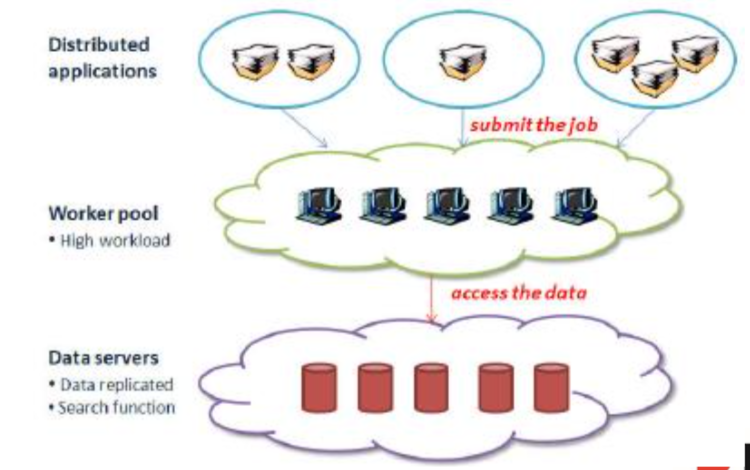 Distributed
applications
submit the job
Worker pool
• High workload
access the data
Data servers
• Data replicated
• Search function